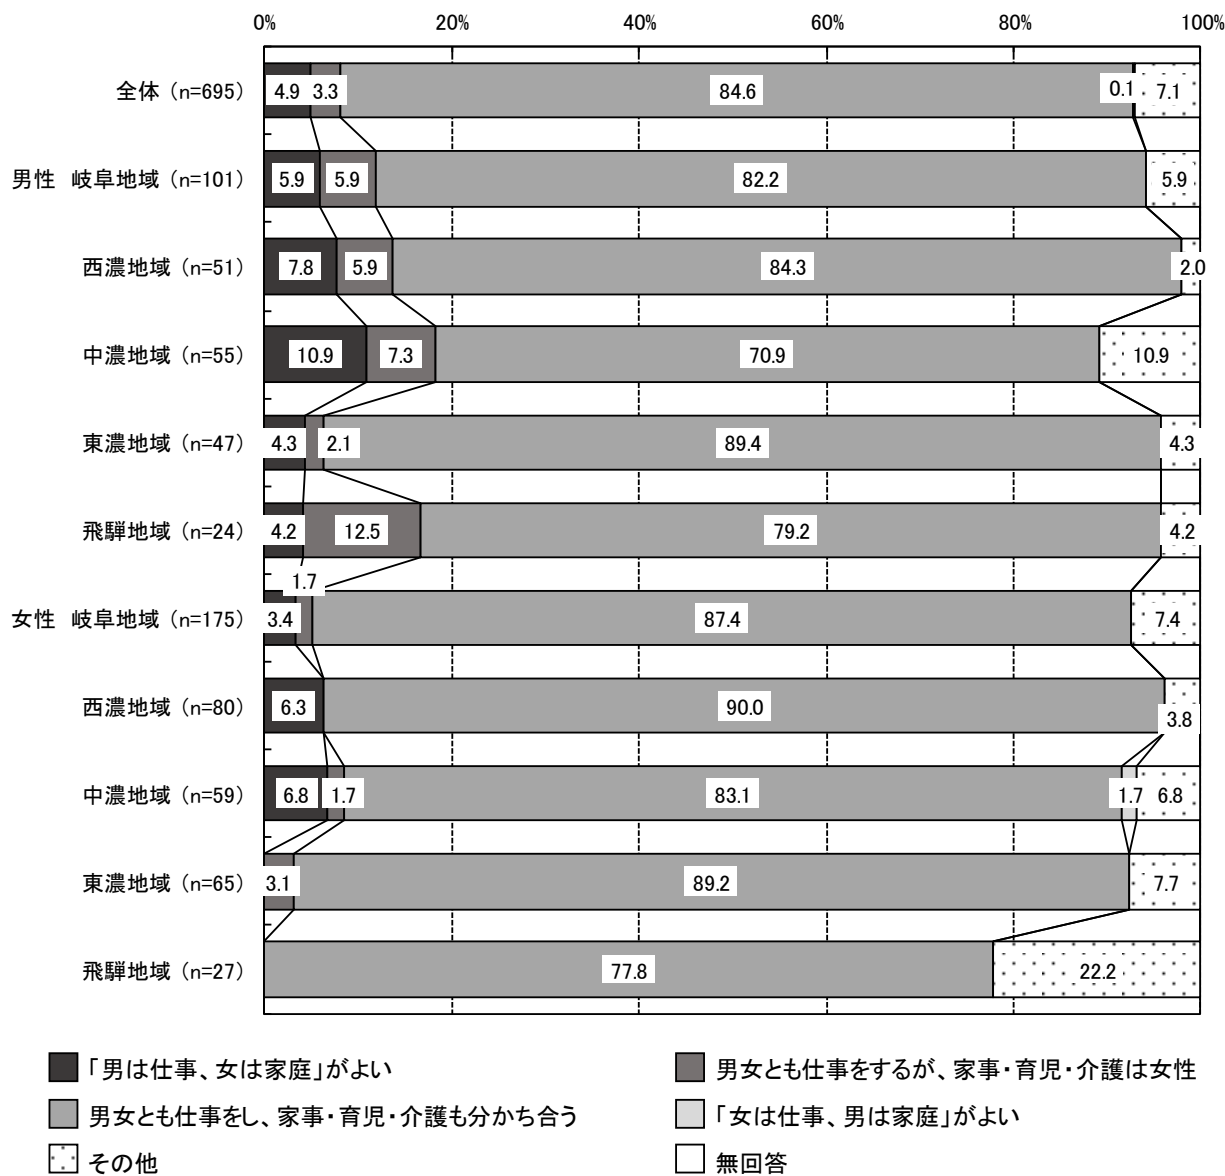 0% 20% 40% 60% 80% 100%
全体 (n=695) 4.9 3.3 84.6 0.1 7.1
男性 岐阜地域 (n=101) 5.9 5.9 82.2 5.9
西濃地域 (n=51) 7.8 5.9 84.3 2.0
中濃地域 (n=55) 10.9 7.3 70.9 10.9
東濃地域 (n=47) 4.3 2.1 89.4 4.3
飛騨地域 (n=24) 4.2 12.5 79.2 4.2
1.7
女性 岐阜地域 (n=175) 3.4 87.4 7.4
西濃地域 (n=80) 6.3 90.0 3.8
中濃地域 (n=59) 6.8 1.7 83.1 1.7 6.8
東濃地域 (n=65) 3.1 89.2 7.7
飛騨地域 (n=27) 77.8 22.2
「男は仕事、女は家庭」がよい 男女とも仕事をするが、家事・育児・介護は女性
男女とも仕事をし、家事・育児・介護も分かち合う 「女は仕事、男は家庭」がよい
その他 無回答